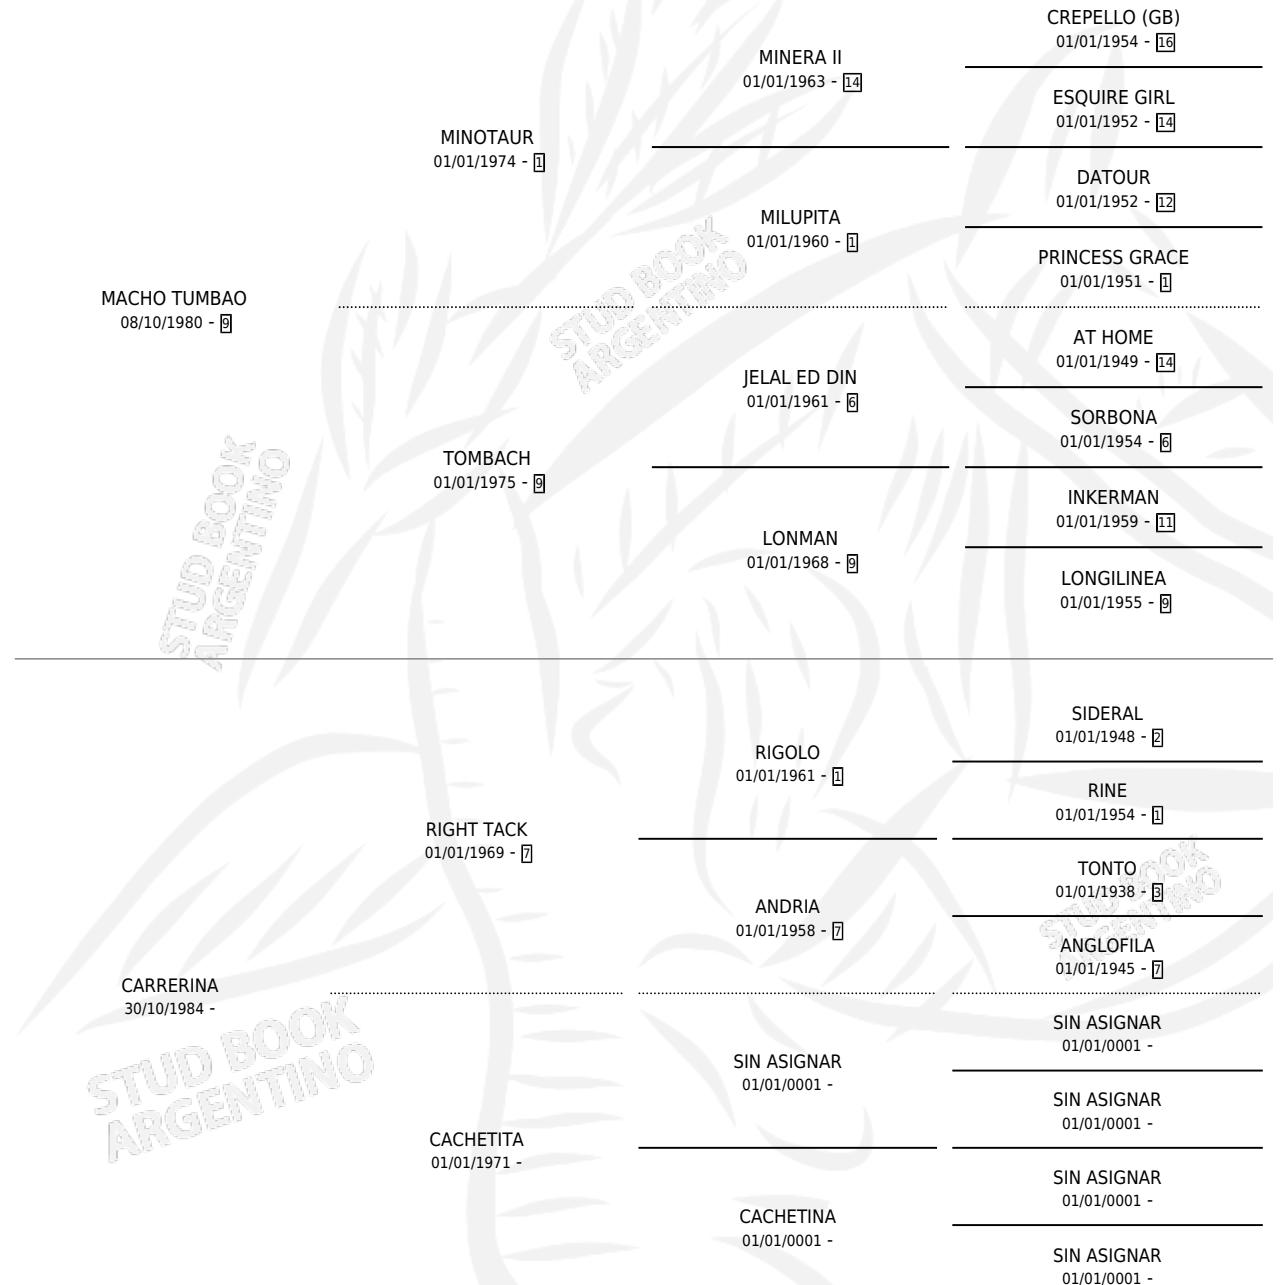 CREPELLO (GB)
01/01/1954 - 16
MINERA II
01/01/1963 - 14
ESQUIRE GIRL
01/01/1952 - 14
MINOTAUR
01/01/1974 - 1
DATOUR
01/01/1952 - 12
MILUPITA
01/01/1960 - 1
PRINCESS GRACE
01/01/1951 - 1
MACHO TUMBAO
08/10/1980 - 9
AT HOME
01/01/1949 - 14
JELAL ED DIN
01/01/1961 - 6
SORBONA
01/01/1954 - 6
TOMBACH
01/01/1975 - 9
INKERMAN
01/01/1959 - 11
LONMAN
01/01/1968 - 9
LONGILINEA
01/01/1955 - 9
SIDERAL
01/01/1948 - 2
RIGOLO
01/01/1961 - 1
RINE
01/01/1954 - 1
RIGHT TACK
01/01/1969 - 7
TONTO
01/01/1938 - 3
ANDRIA
01/01/1958 - 7
ANGLOFILA
01/01/1945 - 7
CARRERINA
30/10/1984 -
SIN ASIGNAR
01/01/0001 -
SIN ASIGNAR
01/01/0001 -
SIN ASIGNAR
01/01/0001 -
CACHETITA
01/01/1971 -
SIN ASIGNAR
01/01/0001 -
CACHETINA
01/01/0001 -
SIN ASIGNAR
01/01/0001 -
STUD BOOK
ARGENTINO
STUD BOOK
ARGENTINO
STUD BOOK
ARGENTINO
STUD BOOK
ARGENTINO